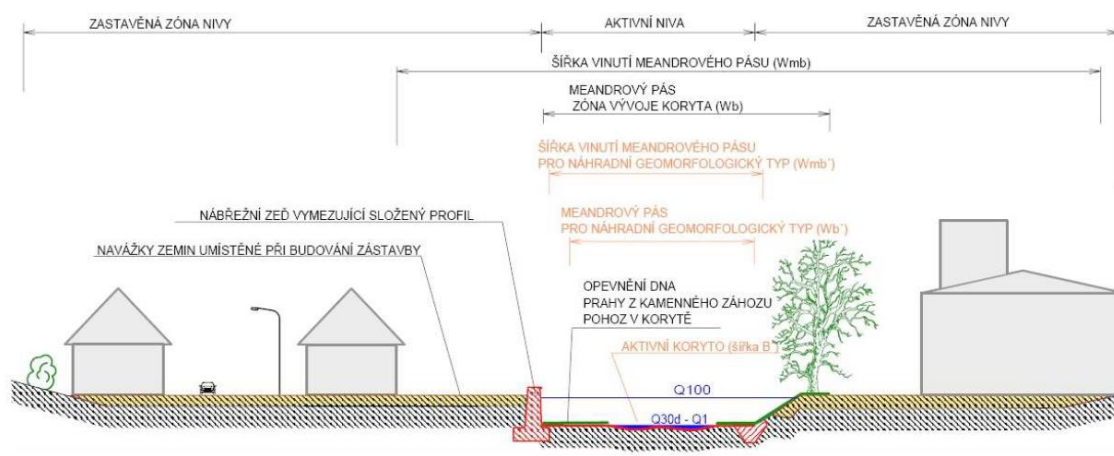 ZASTAVĚNÁ ZÓNA NIVY
AKTIVNÍ NIVA
ZASTAVĚNÁ ZÓNA NIVY
ŠÍŘKA VINUTÍ MEANDROVÉHO PÁSU (Wmb)
MEANDROVÝ PÁS
ZÓNA VÝVOJE KORYTA (Wb)
ŠÍŘKA VINUTÍ MEANDROVÉHO PÁSU
PRO NÁHRADNÍ GEOMORFOLOGICKÝ TYP (Wmb´)
NÁBŘEŽNÍ ZEĎ VYMEZUJÍCÍ SLOŽENÝ PROFIL
MEANDROVÝ PÁS
PRO NÁHRADNÍ GEOMORFOLOGICKÝ TYP (Wb´)
NAVÁŽKY ZEMIN UMÍSTĚNÉ PŘI BUDOVÁNÍ ZÁSTAVBY
OPEVNĚNÍ DNA
PRAHY Z KAMENNÉHO ZÁHOZU
POHOZ V KORYTĚ
AKTIVNÍ KORYTO (šířka B´)
Q100
Q30d - Q1